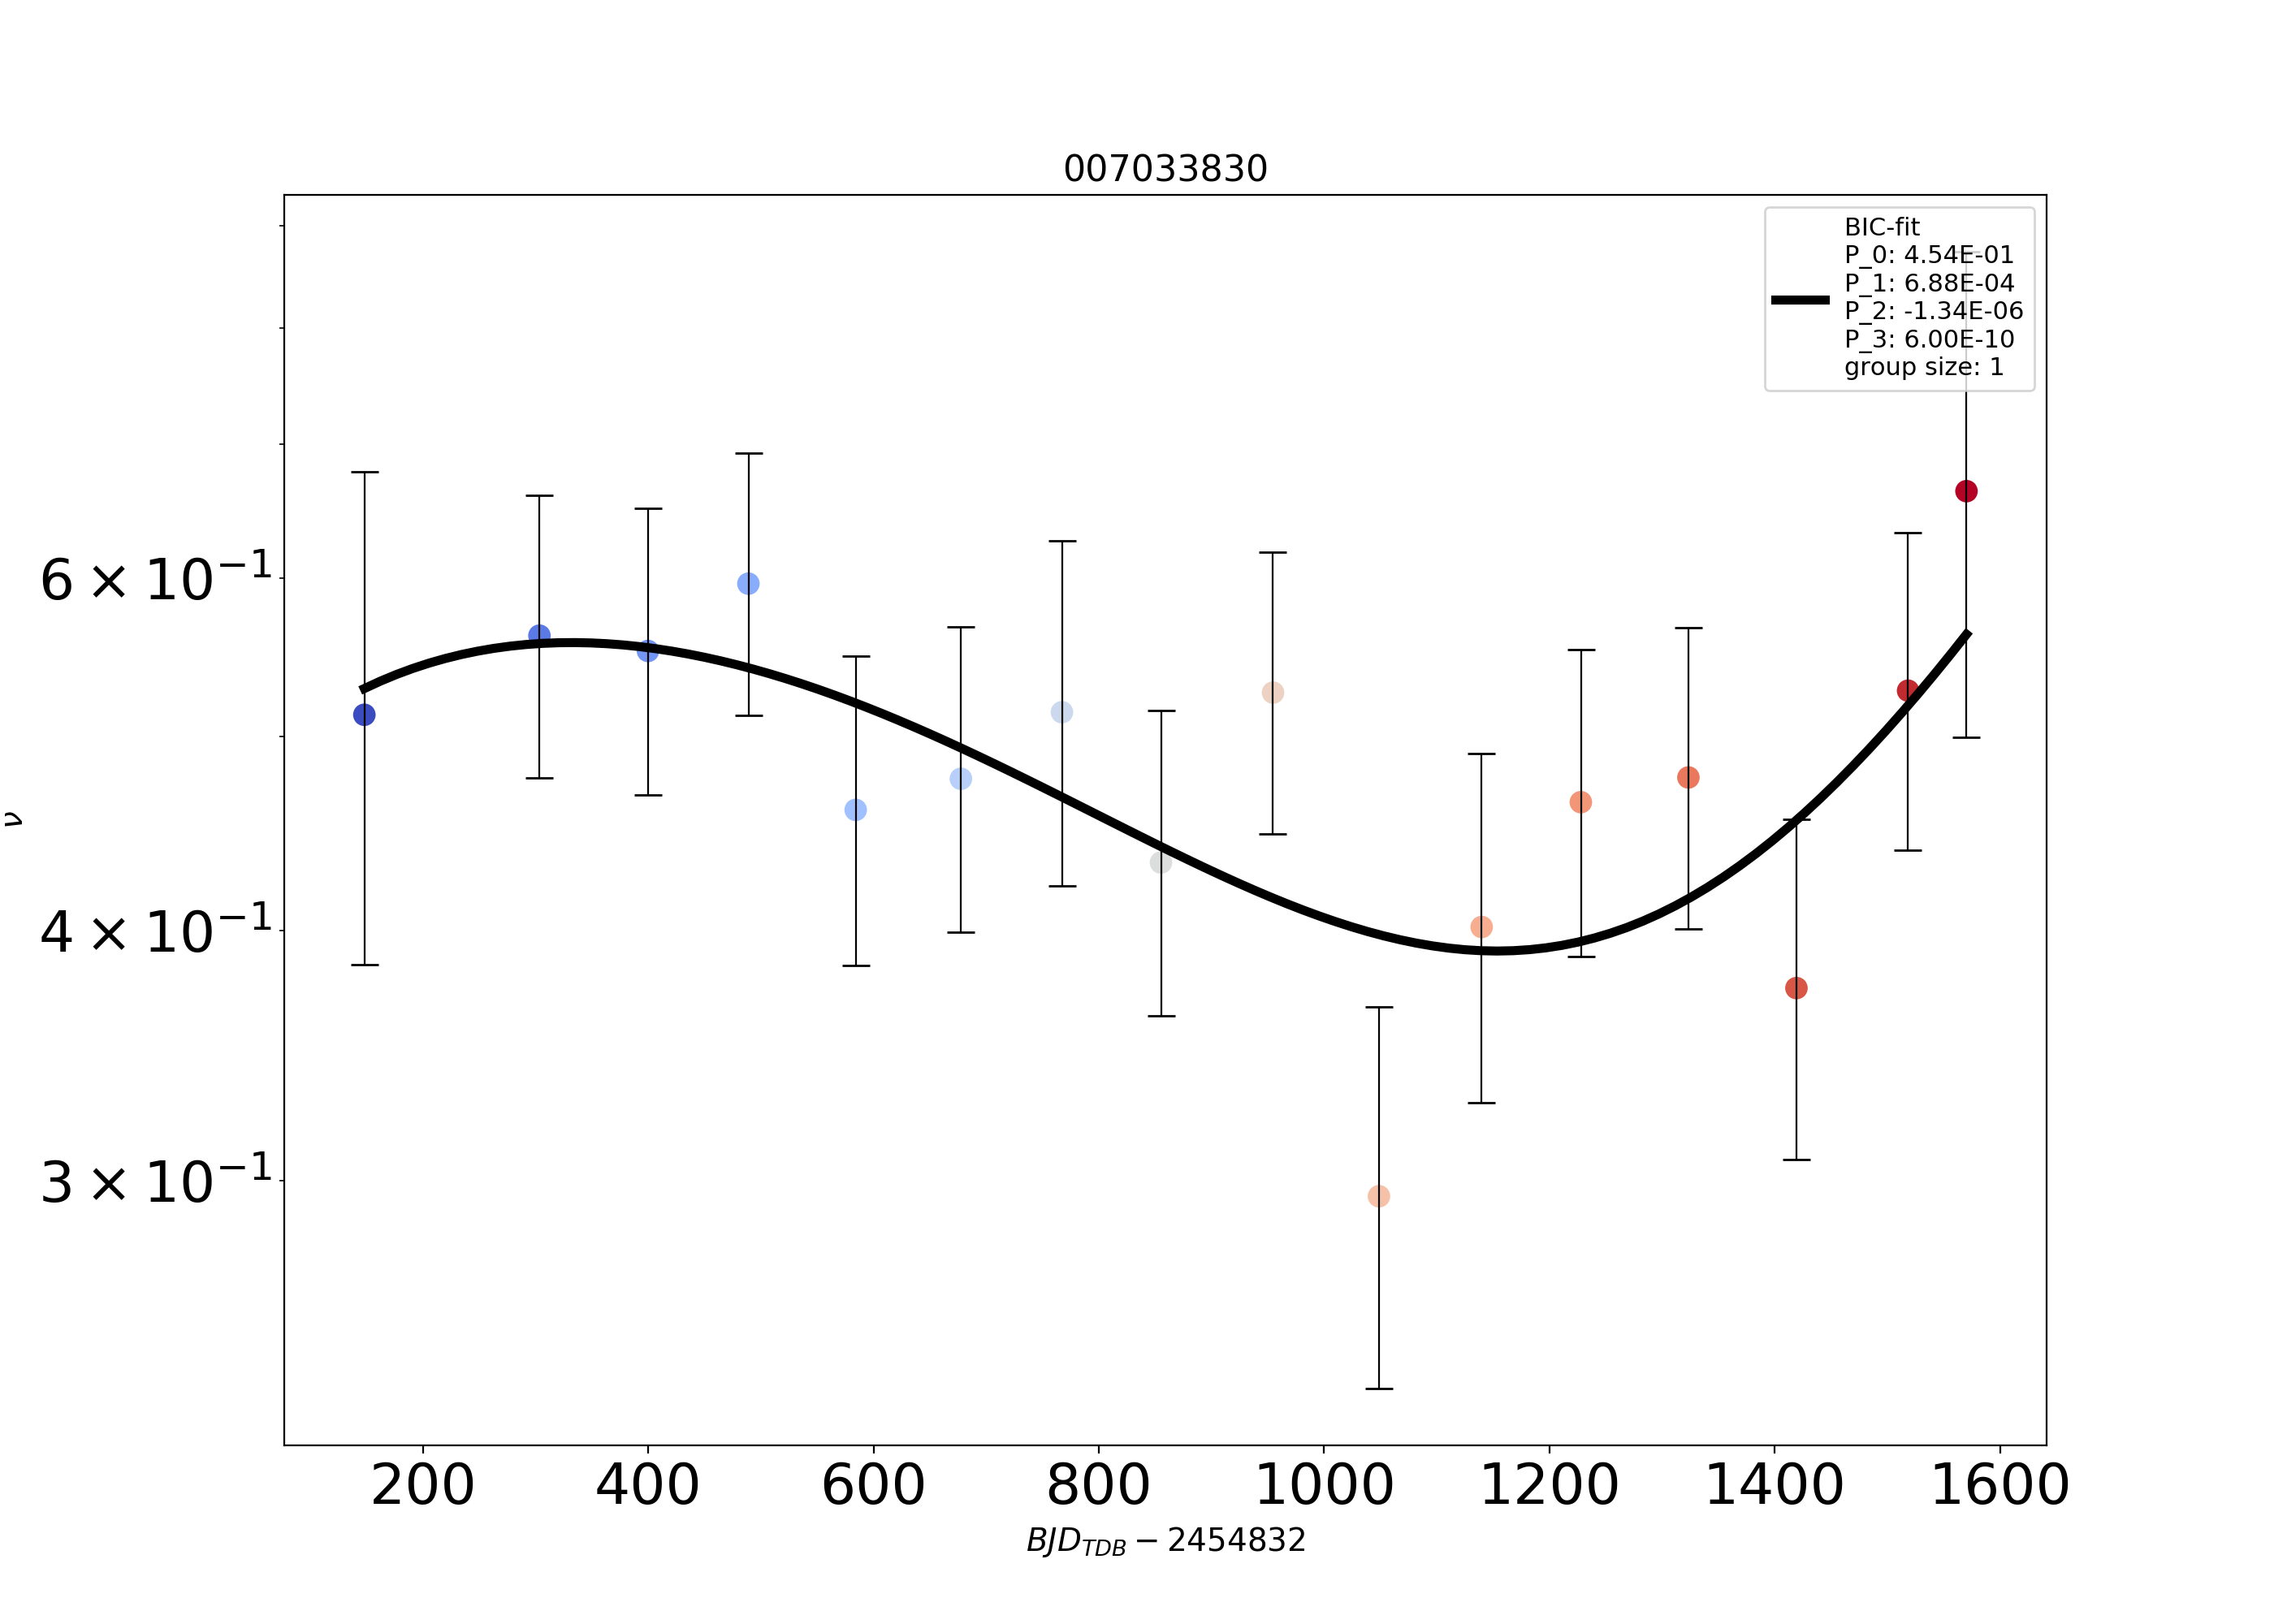 007033830
BIC-fit
P_0: 4.54E-01
P_1: 6.88E-04
P_2: -1.34E-06
P_3: 6.00E-10
group size: 1
ν
6 × 10⁻¹
4 × 10⁻¹
3 × 10⁻¹
200 400 600 800 1000 1200 1400 1600
BJD_TDB − 2454832